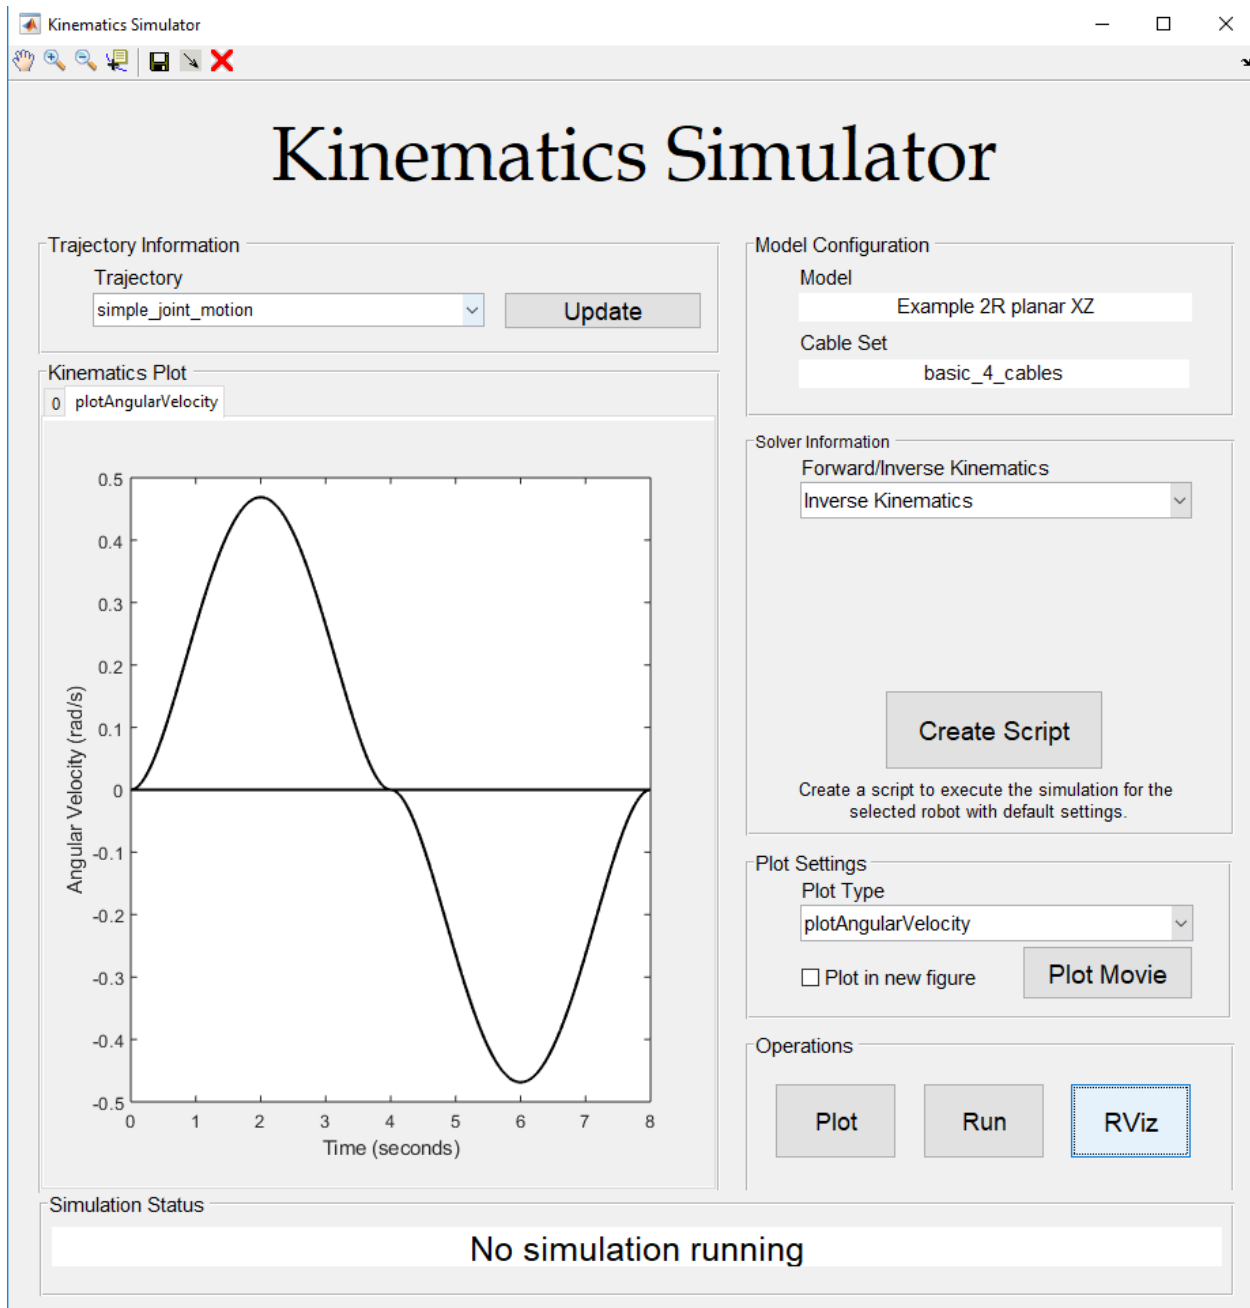 Kinematics Simulator
Kinematics Simulator
Trajectory Information
Trajectory
simple_joint_motion
Update
Kinematics Plot
0
plotAngularVelocity
0.5
0.4
0.3
0.2
0.1
0
-0.1
-0.2
-0.3
-0.4
-0.5
Angular Velocity (rad/s)
0 1 2 3 4 5 6 7 8
Time (seconds)
Model Configuration
Model
Example 2R planar XZ
Cable Set
basic_4_cables
Solver Information
Forward/Inverse Kinematics
Inverse Kinematics
Create Script
Create a script to execute the simulation for the
selected robot with default settings.
Plot Settings
Plot Type
plotAngularVelocity
Plot in new figure
Plot Movie
Operations
Plot
Run
RViz
Simulation Status
No simulation running